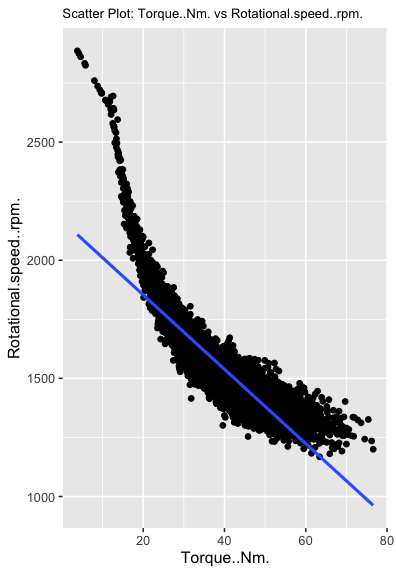 Scatter Plot: Torque..Nm. vs Rotational.speed..rpm.
2500
2000
1500
1000
Rotational.speed..rpm.
20 40 60 80
Torque..Nm.